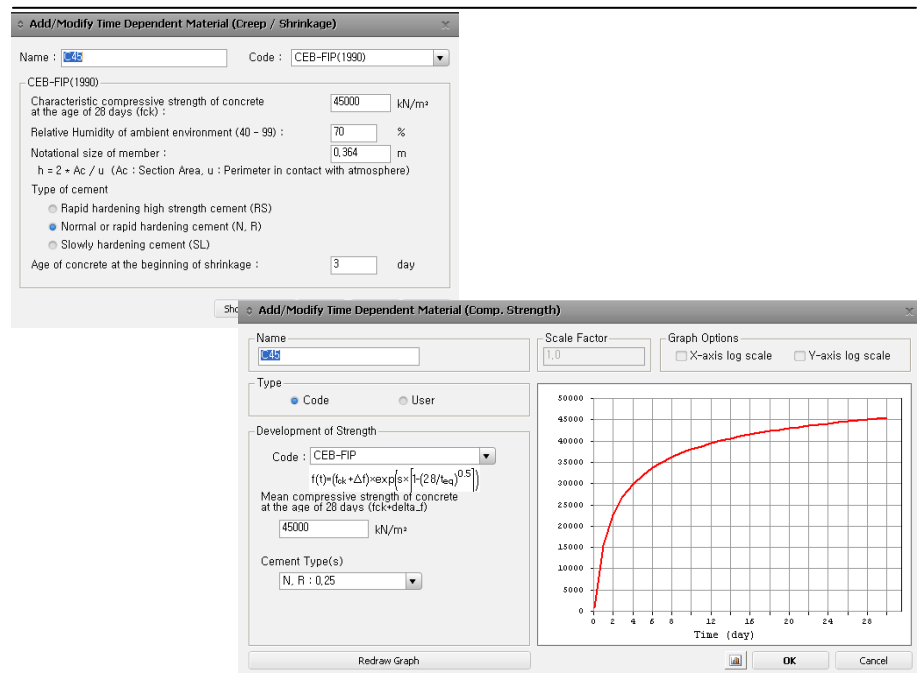 Add/Modify Time Dependent Material (Creep / Shrinkage)
Name : C45 Code : CEB-FIP(1990)
CEB-FIP(1990)
Characteristic compressive strength of concrete
at the age of 28 days (fck) : 45000 kN/m²
Relative Humidity of ambient environment (40 - 99) : 70 %
Notational size of member : 0,364 m
h = 2 * Ac / u (Ac : Section Area, u : Perimeter in contact with atmosphere)
Type of cement
Rapid hardening high strength cement (RS)
Normal or rapid hardening cement (N, R)
Slowly hardening cement (SL)
Age of concrete at the beginning of shrinkage : 3 day
Add/Modify Time Dependent Material (Comp, Strength)
Name
C45
Scale Factor
1,0
Graph Options
X-axis log scale Y-axis log scale
Type
Code User
Development of Strength
Code : CEB-FIP
f(t)=(fck+Δf)×exp{s×[1-(28/teq)^0.5]}
Mean compressive strength of concrete
at the age of 28 days (fck+delta_f)
45000 kN/m²
Cement Type(s)
N, R : 0,25
Redraw Graph
50000
45000
40000
35000
30000
25000
20000
15000
10000
5000
0
0 2 4 6 8 12 16 20 24 28
Time (day)
OK Cancel